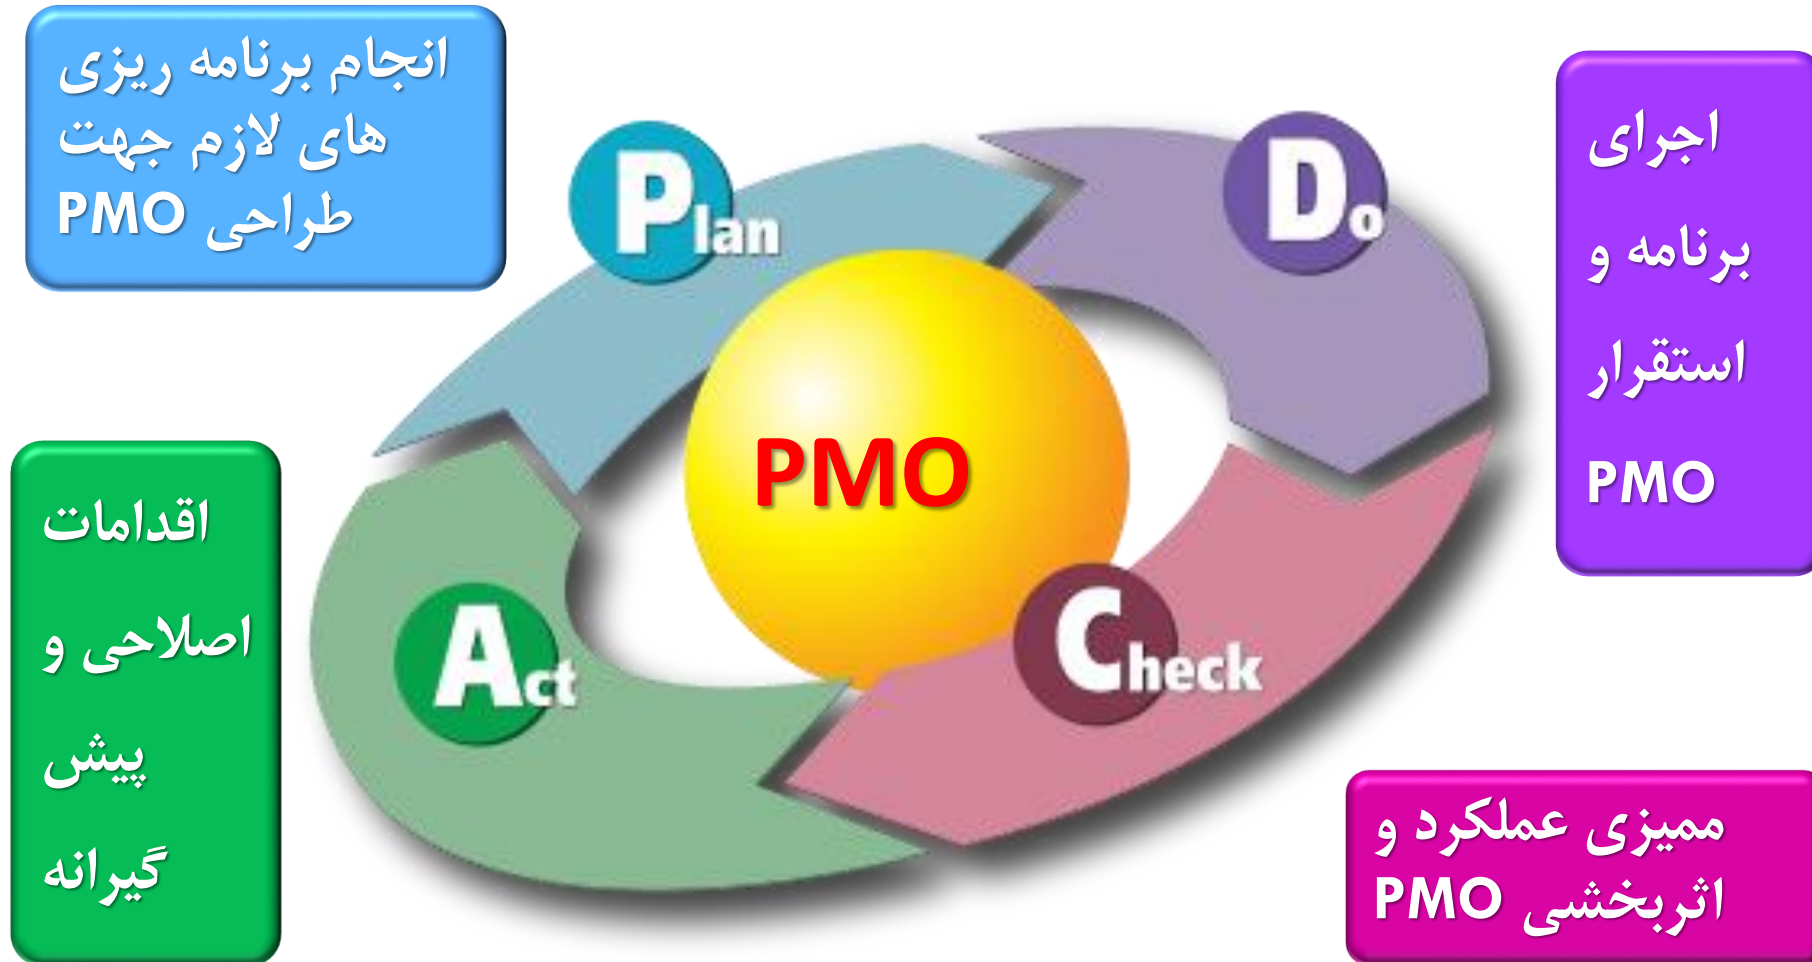 انجام برنامه ریزی
های لازم جهت
طراحی PMO
Plan
Do
اجرای
برنامه و
استقرار
PMO
PMO
اقدامات
اصلاحی و
پیش
گیرانه
Act
Check
ممیزی عملکرد و
اثربخشی PMO